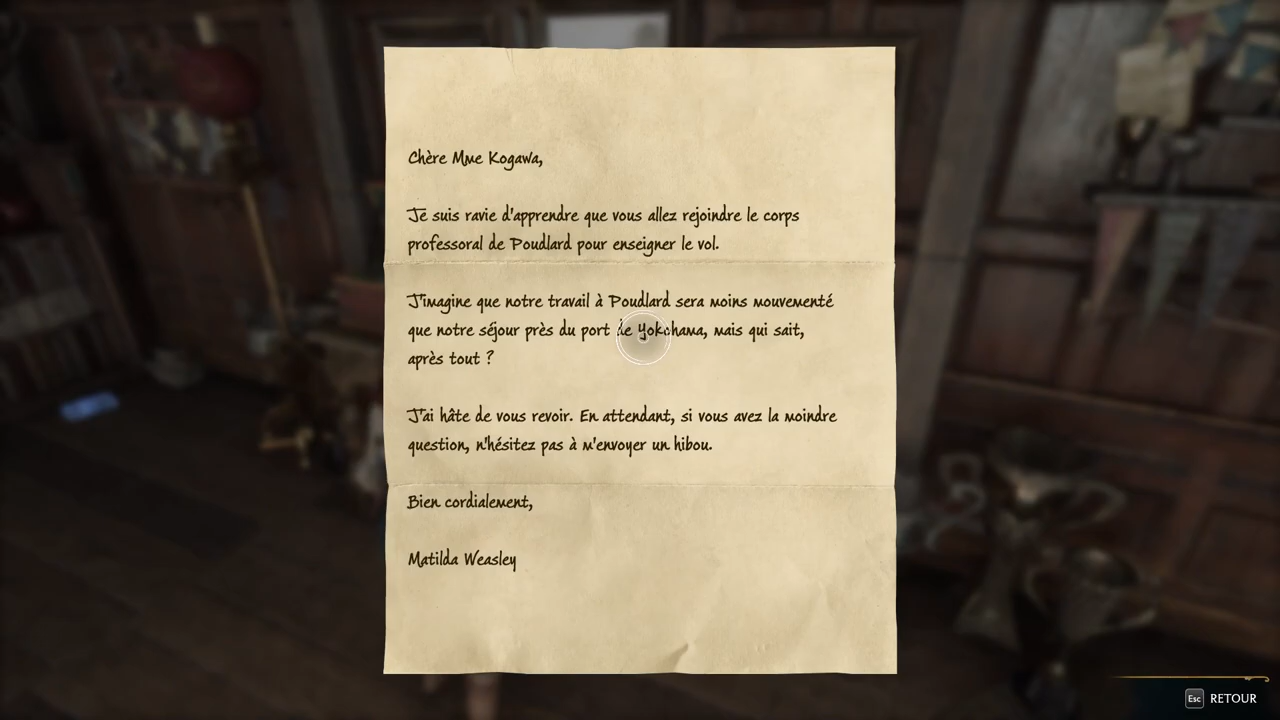 Chère Mme Kogawa,
Je suis ravie d'apprendre que vous allez rejoindre le corps
professoral de Poudlard pour enseigner le vol.
J'imagine que notre travail à Poudlard sera moins mouvementé
que notre séjour près du port de Yokohama, mais qui sait,
après tout ?
J'ai hâte de vous revoir. En attendant, si vous avez la moindre
question, n'hésitez pas à m'envoyer un hibou.
Bien cordialement,
Matilda Weasley
Esc RETOUR